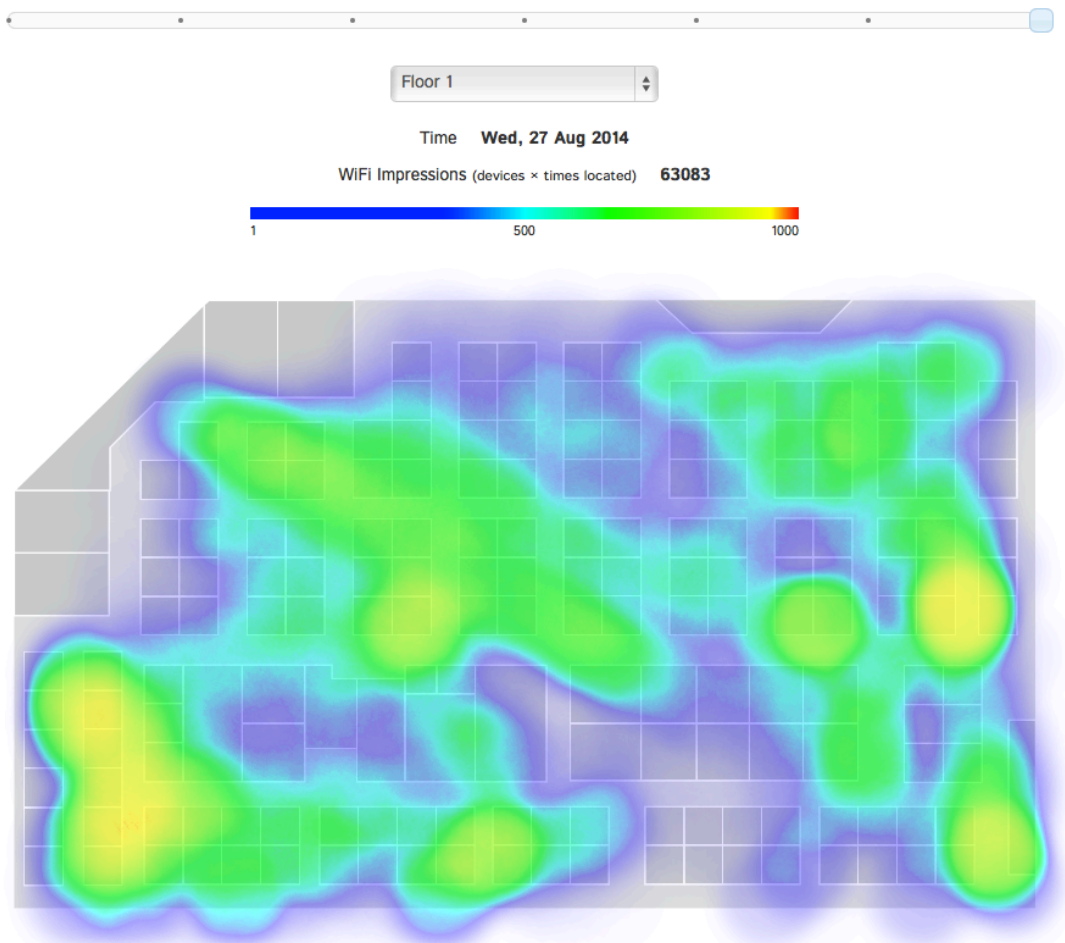 Floor 1
Time Wed, 27 Aug 2014
WiFi Impressions (devices × times located) 63083
1 500 1000